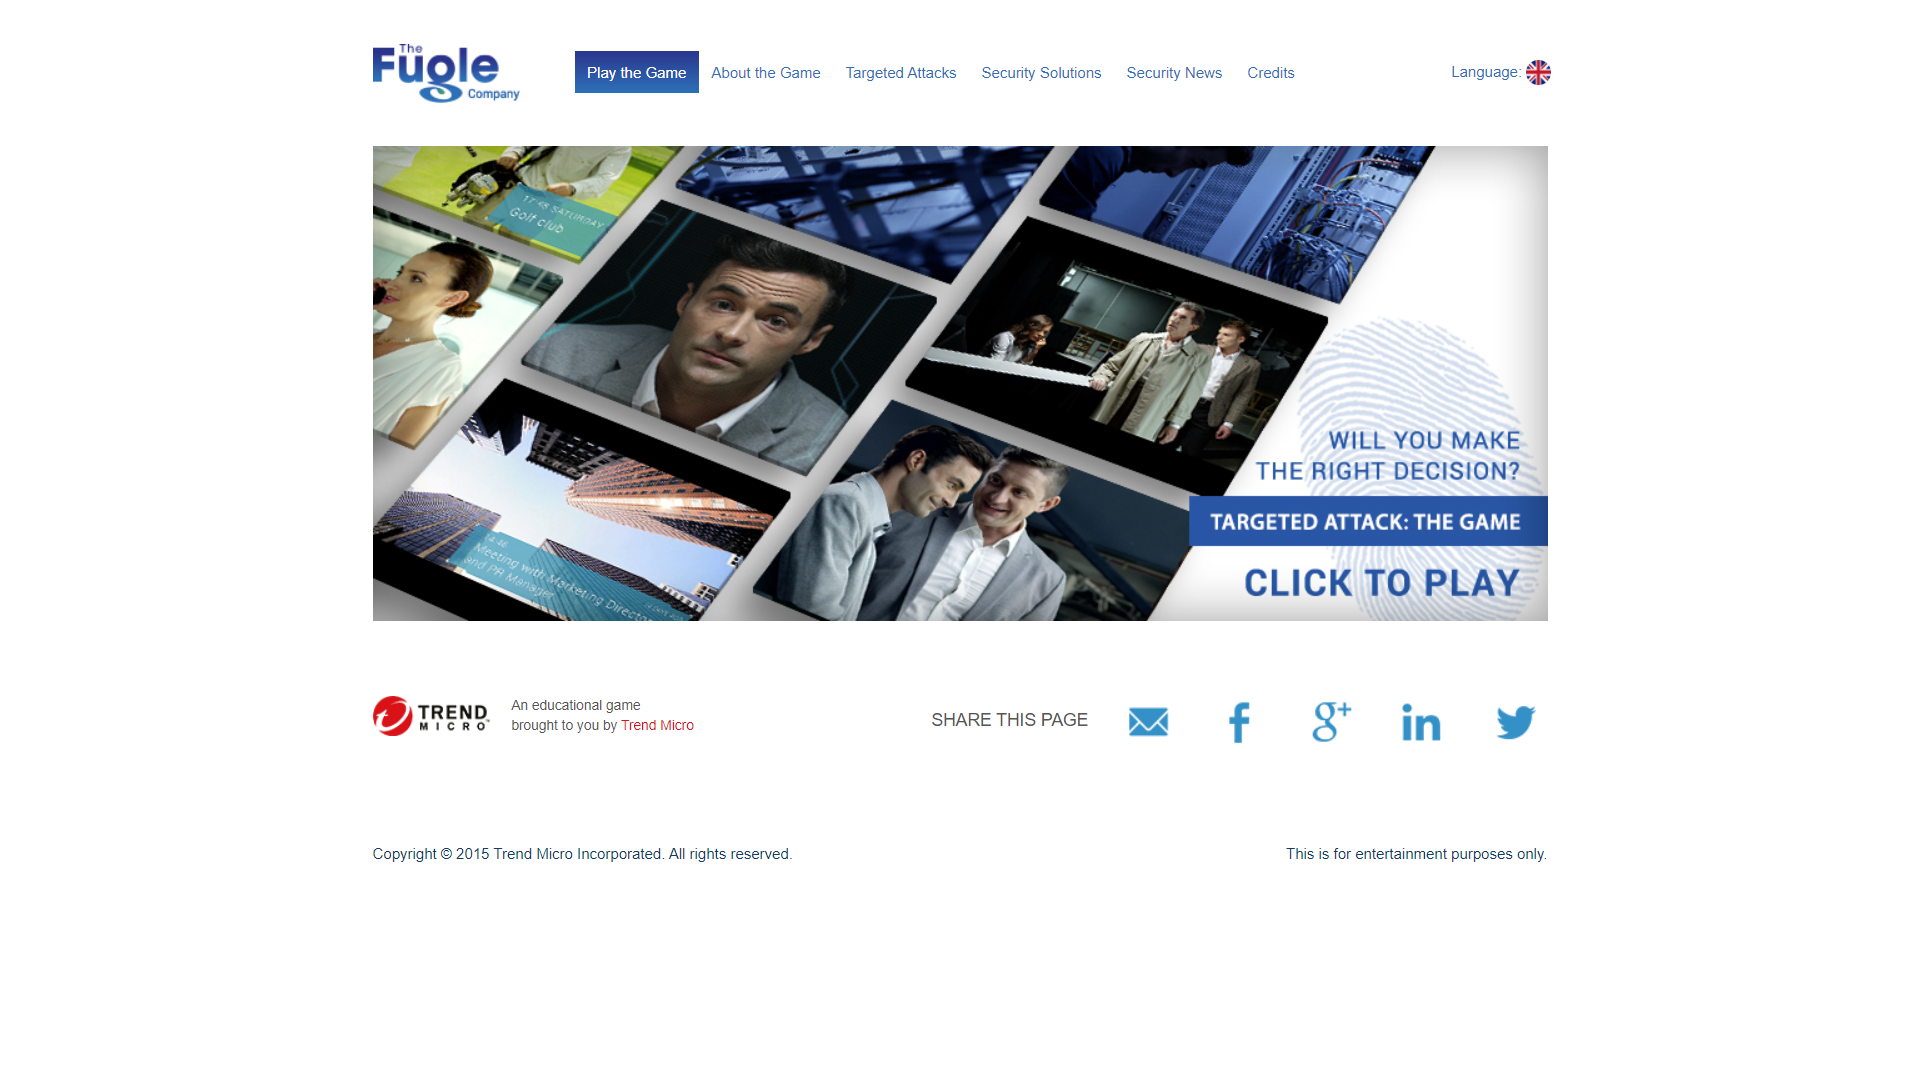 The
Fügle
Company
Play the Game
About the Game
Targeted Attacks
Security Solutions
Security News
Credits
Language:
17:48 SATURDAY
Golf club
14:46
Meeting with Marketing Director
and PR Manager
WILL YOU MAKE
THE RIGHT DECISION?
TARGETED ATTACK: THE GAME
CLICK TO PLAY
TREND
MICRO
An educational game
brought to you by Trend Micro
SHARE THIS PAGE
Copyright © 2015 Trend Micro Incorporated. All rights reserved.
This is for entertainment purposes only.